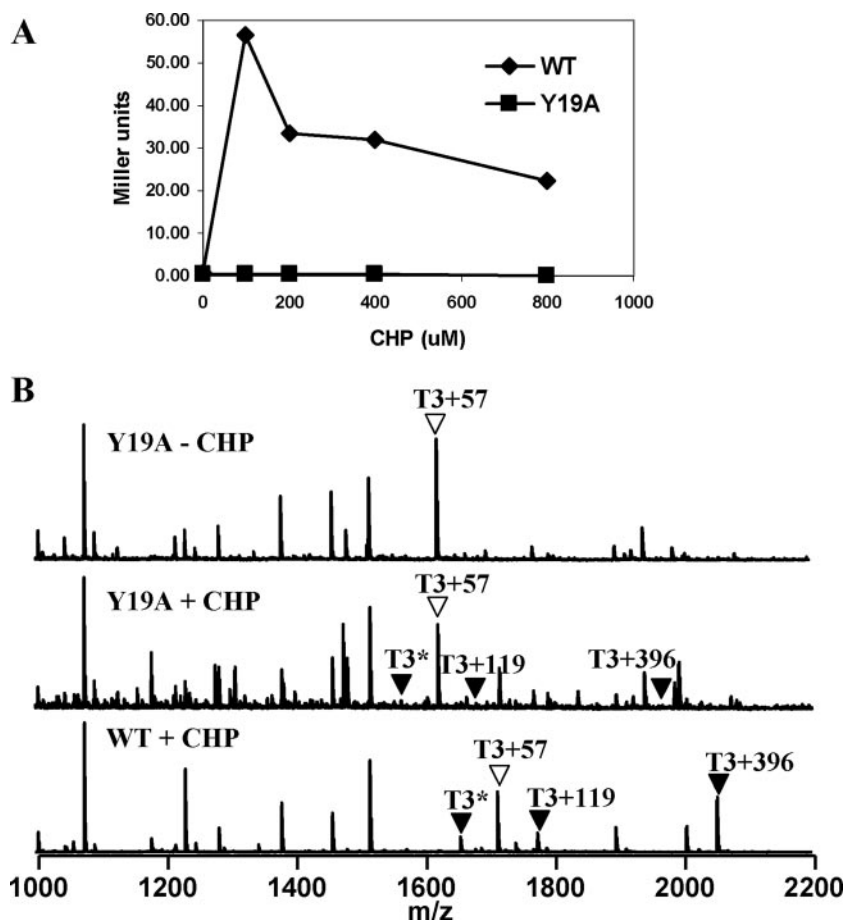 A
60.00
50.00
40.00
30.00
20.00
10.00
0.00
Miller units
WT
Y19A
0 200 400 600 800 1000
CHP (uM)
B
T3+57
Y19A - CHP
T3+57
Y19A + CHP
T3* T3+119 T3+396
WT + CHP
T3+57 T3+396
T3* T3+119
1000 1200 1400 1600 1800 2000 2200
m/z